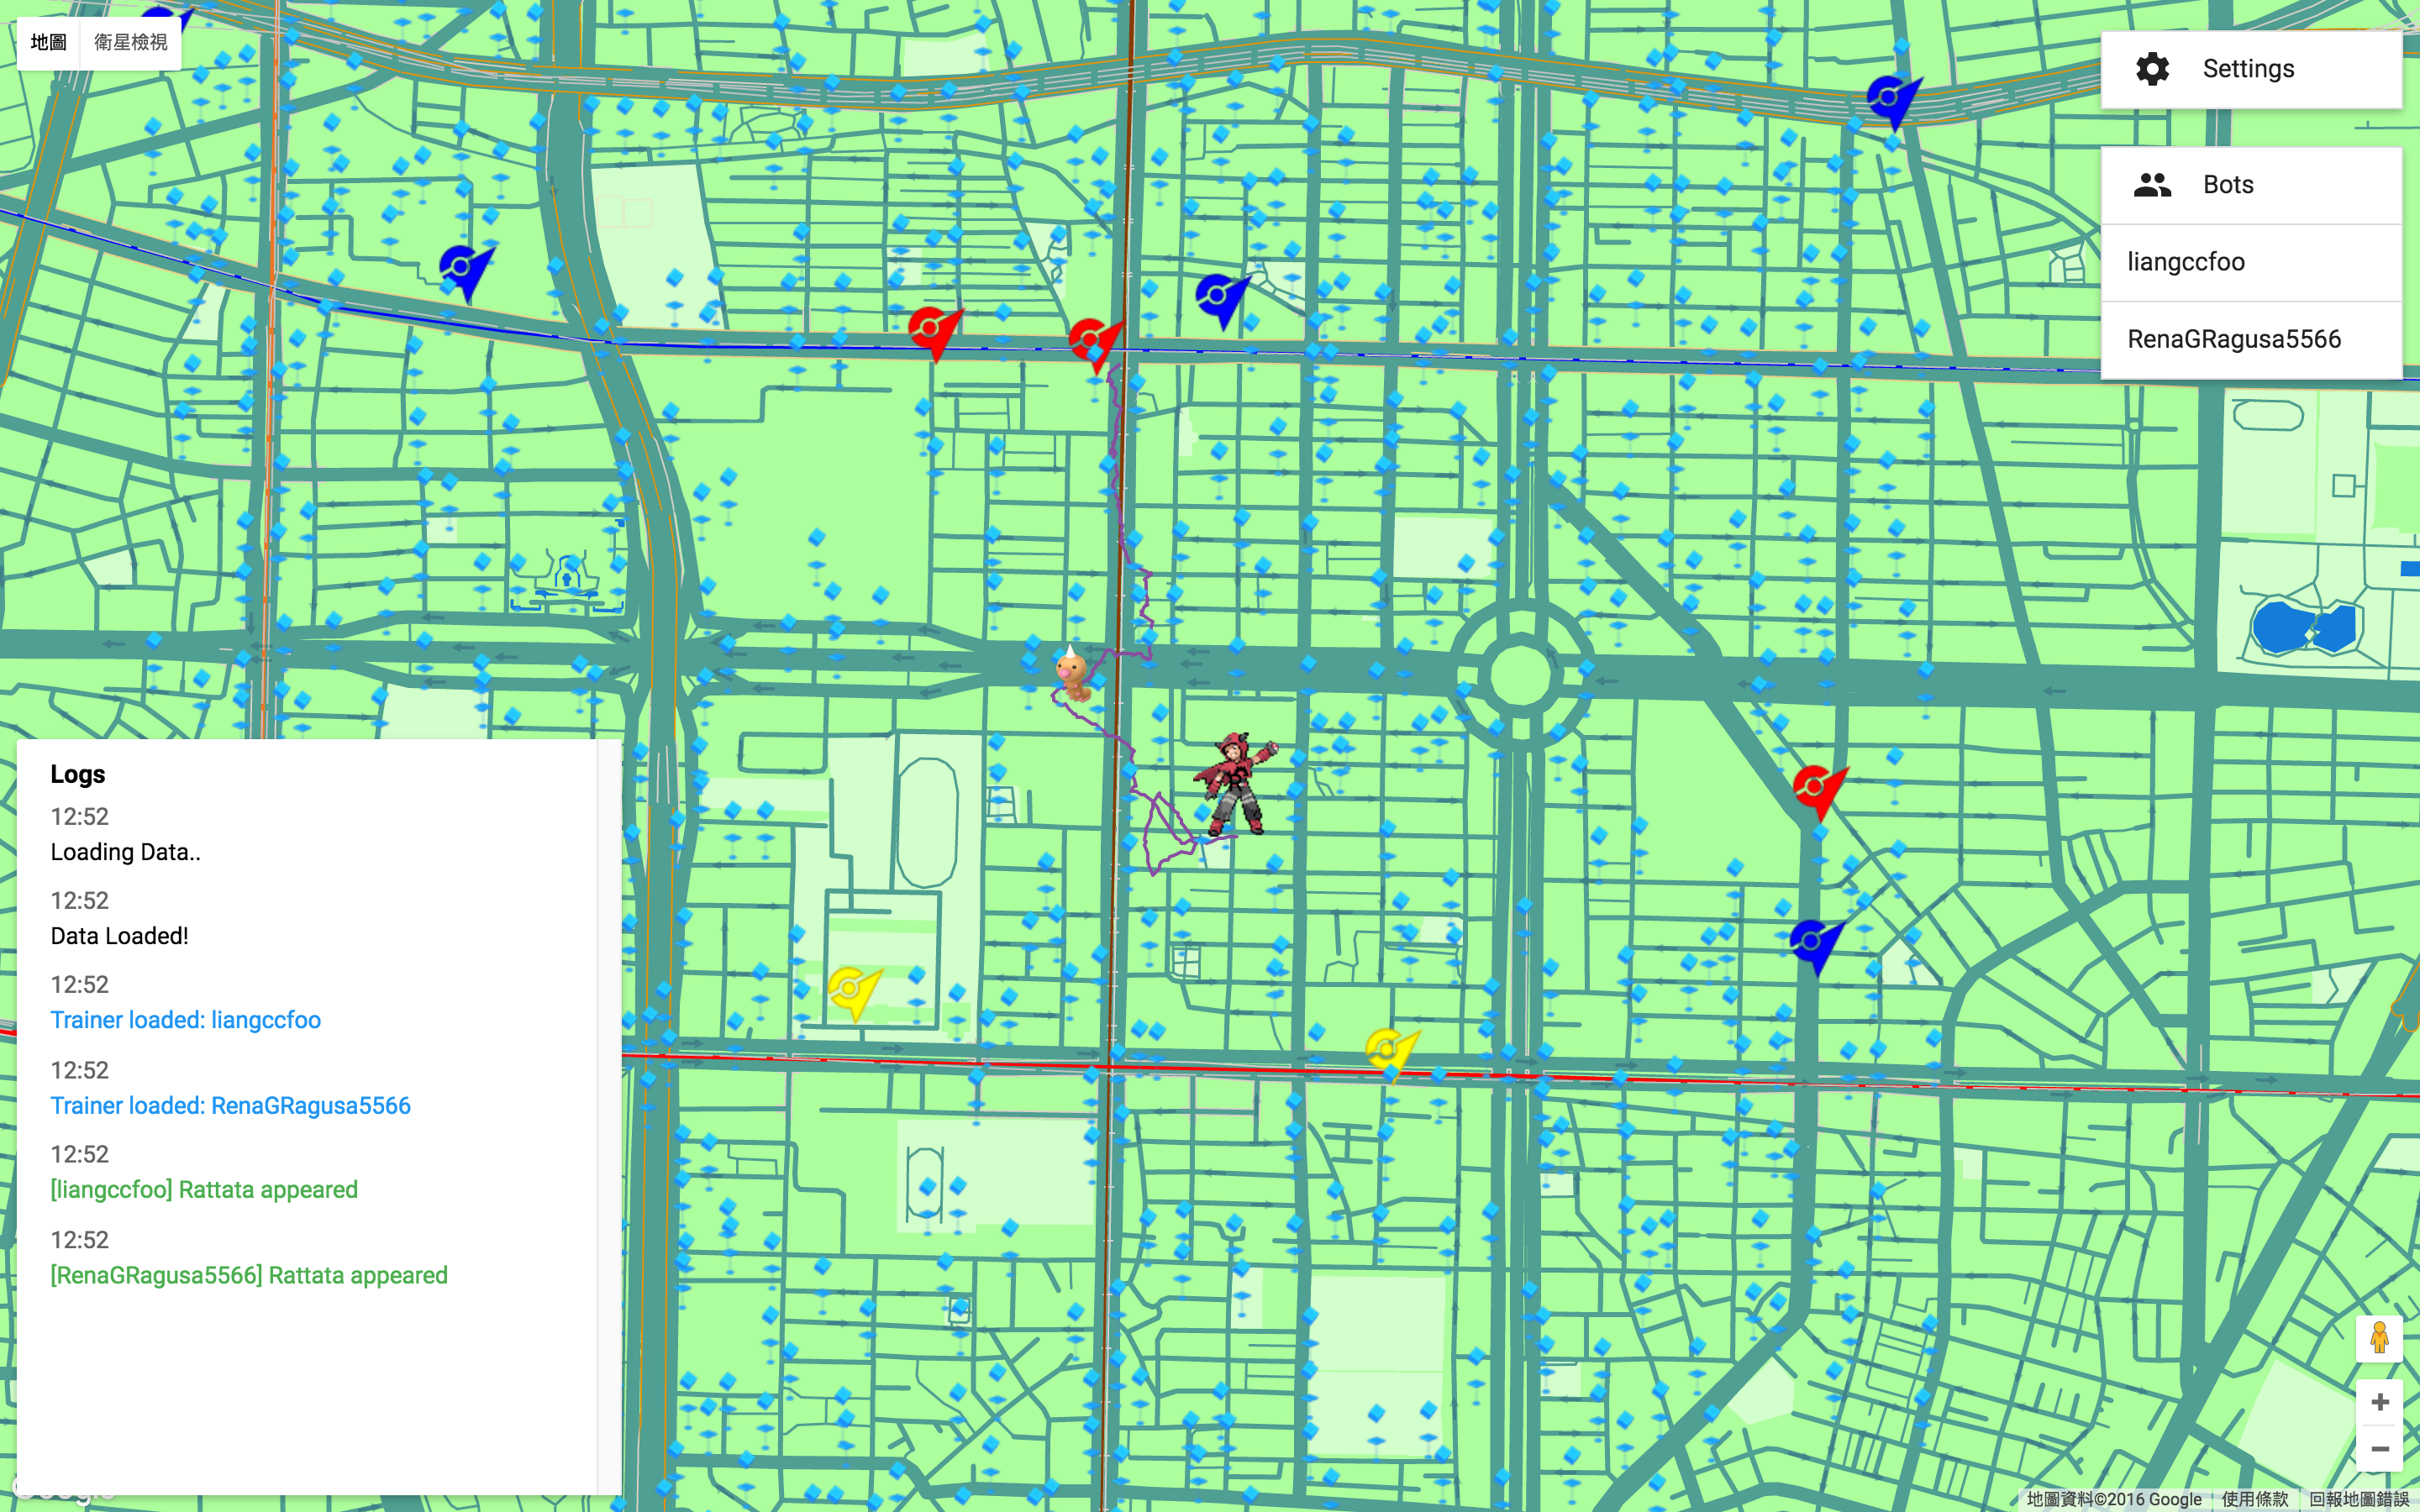 地圖 衛星檢視
Settings
Bots
liangccfoo
RenaGRagusa5566
Logs
12:52
Loading Data..
12:52
Data Loaded!
12:52
Trainer loaded: liangccfoo
12:52
Trainer loaded: RenaGRagusa5566
12:52
[liangccfoo] Rattata appeared
12:52
[RenaGRagusa5566] Rattata appeared
Google
地圖資料©2016 Google 使用條款 回報地圖錯誤